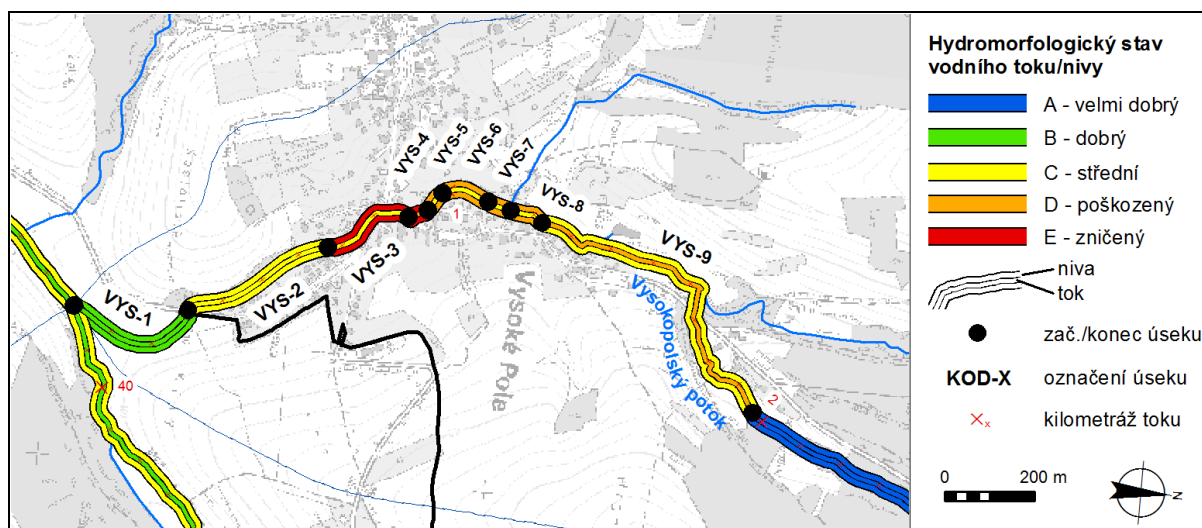 VYS-1
VYS-2
VYS-3
VYS-4
VYS-5
VYS-6
VYS-7
VYS-8
VYS-9
1
2
40
Vysoké Pole
Vysokopolský potok
Hydromorfologický stav
vodního toku/nivy
A - velmi dobrý
B - dobrý
C - střední
D - poškozený
E - zničený
niva
tok
zač./konec úseku
KOD-X označení úseku
x kilometráž toku
0 200 m
N